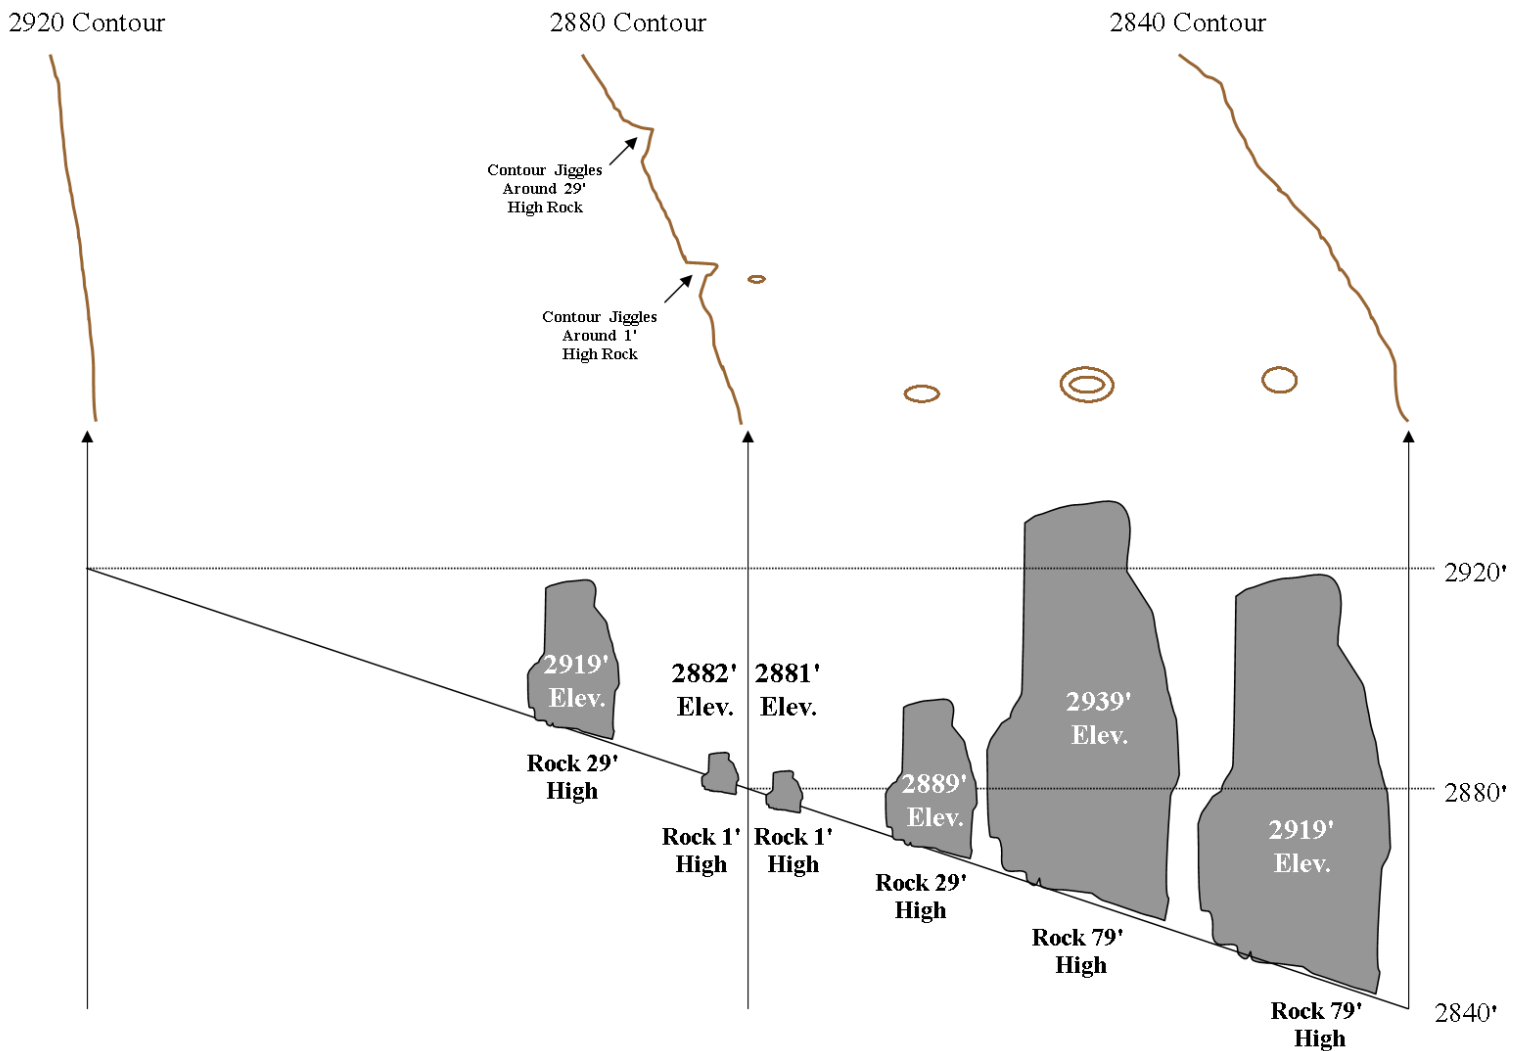 2920 Contour
2880 Contour
2840 Contour
Contour Jiggles
Around 29'
High Rock
Contour Jiggles
Around 1'
High Rock
2920'
2919'
Elev.
2882'
Elev.
2881'
Elev.
2939'
Elev.
Rock 29'
High
2889'
Elev.
2880'
Rock 1'
High
Rock 1'
High
2919'
Elev.
Rock 29'
High
Rock 79'
High
Rock 79'
High
2840'